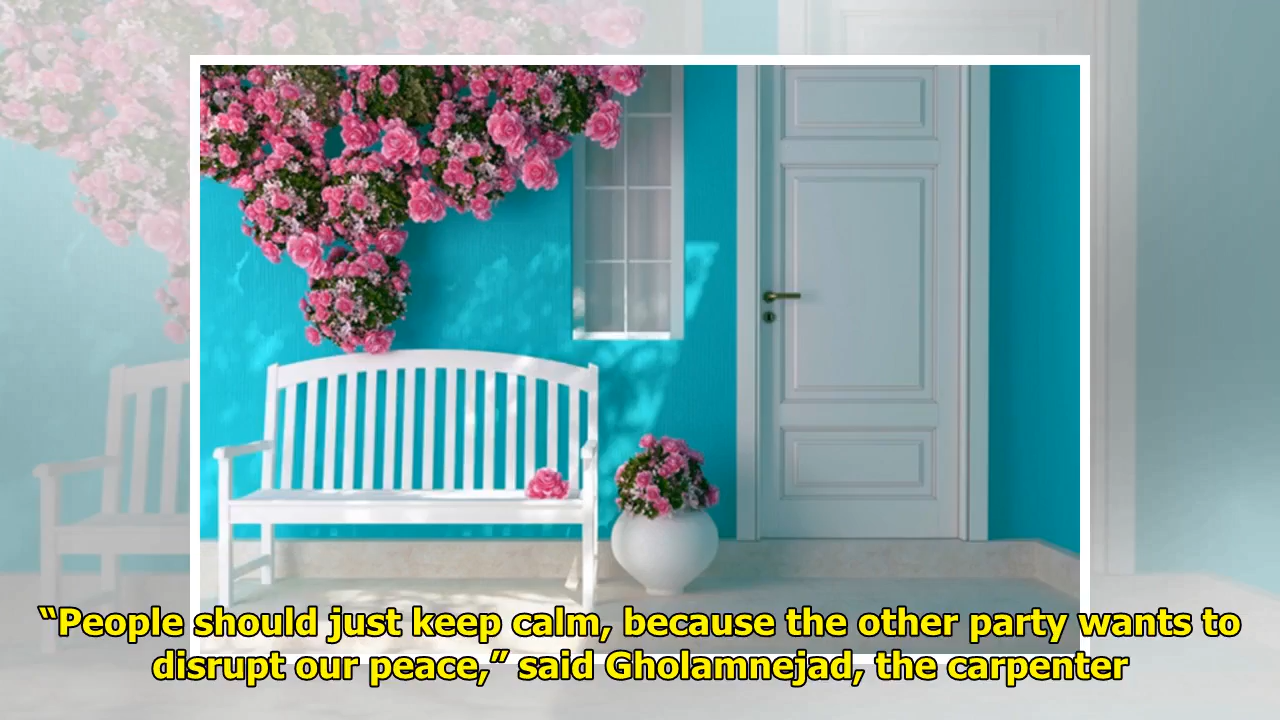 “People should just keep calm, because the other party wants to
disrupt our peace,” said Gholamnejad, the carpenter